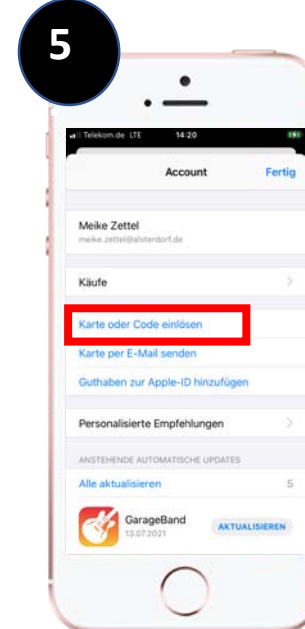 5
Telekom.de LTE 14:20
Account Fertig
Meike Zettel
meike.zettel@alsterdorf.de
Käufe
Karte oder Code einlösen
Karte per E-Mail senden
Guthaben zur Apple-ID hinzufügen
Personalisierte Empfehlungen
ANSTEHENDE AUTOMATISCHE UPDATES
Alle aktualisieren 5
GarageBand
13.07.2021
AKTUALISIEREN